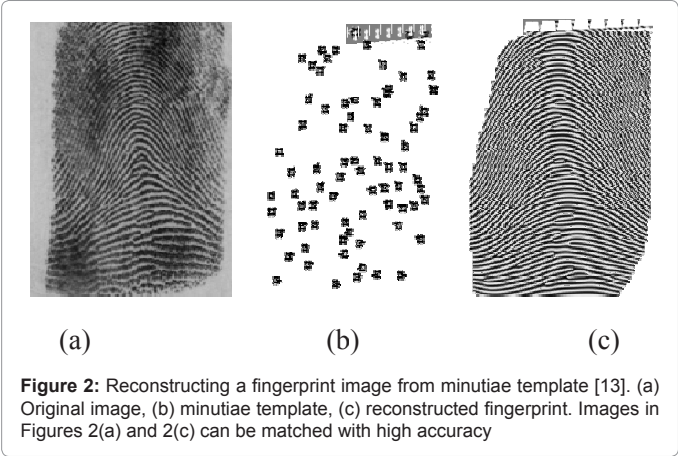 (a)
(b)
(c)
Figure 2: Reconstructing a fingerprint image from minutiae template [13]. (a)
Original image, (b) minutiae template, (c) reconstructed fingerprint. Images in
Figures 2(a) and 2(c) can be matched with high accuracy